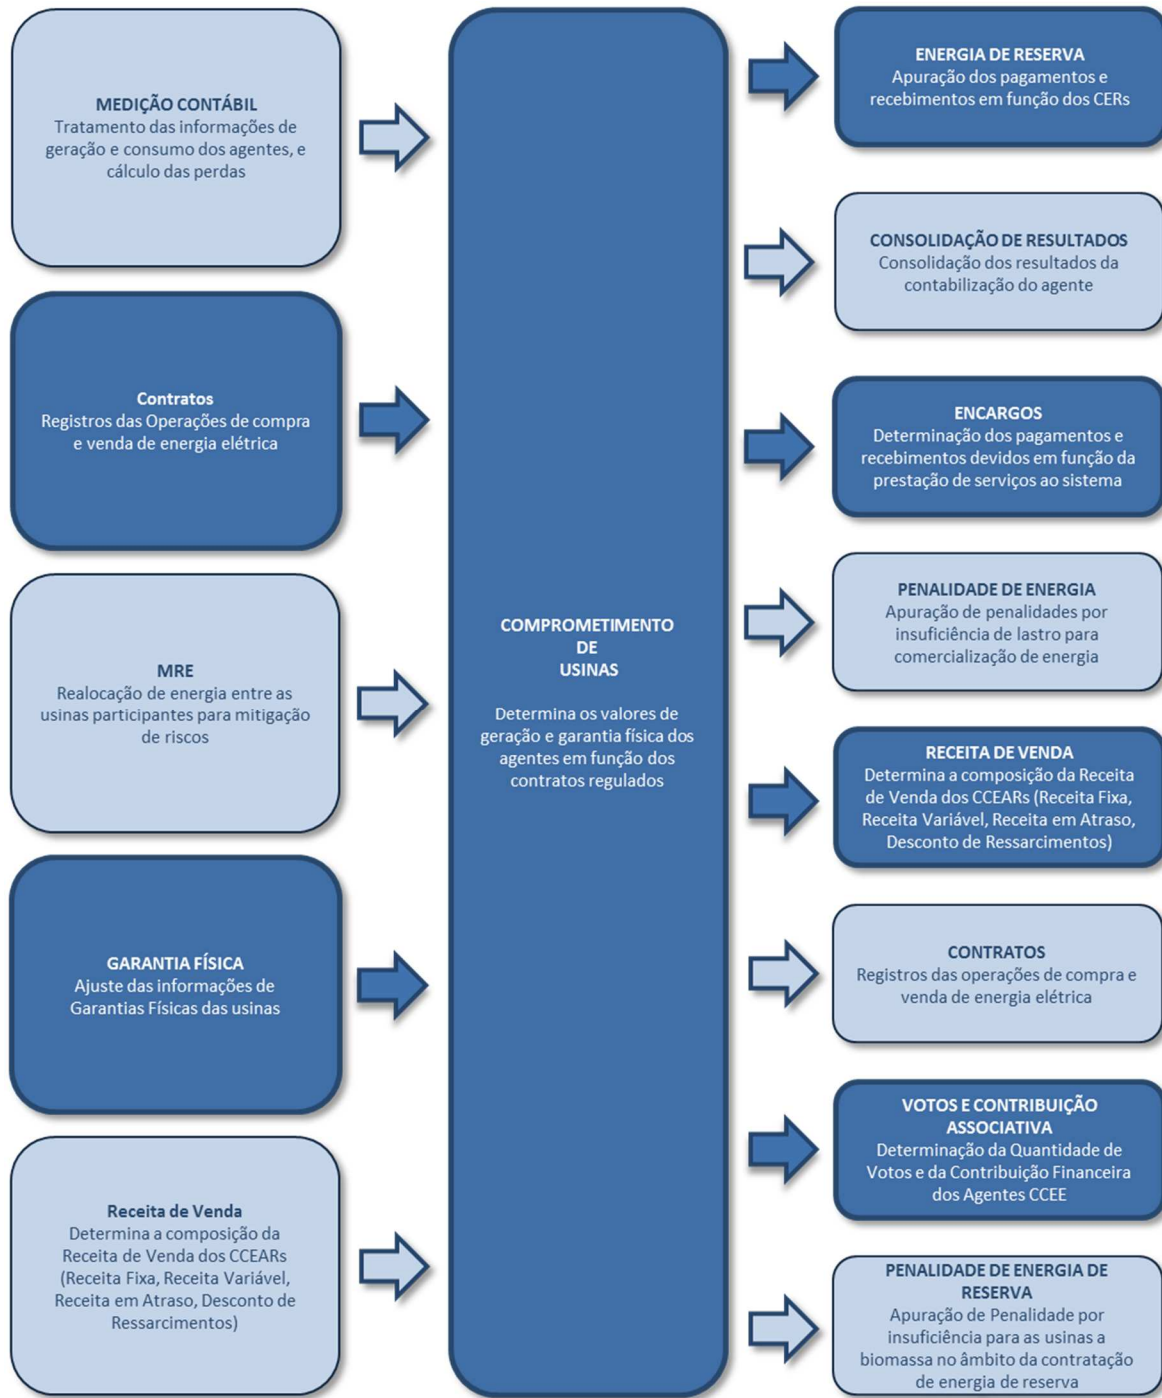 MEDIÇÃO CONTÁBIL
Tratamento das informações de
geração e consumo dos agentes, e
cálculo das perdas
Contratos
Registros das Operações de compra
e venda de energia elétrica
MRE
Realocação de energia entre as
usinas participantes para mitigação
de riscos
GARANTIA FÍSICA
Ajuste das informações de
Garantias Físicas das usinas
Receita de Venda
Determina a composição da
Receita de Venda dos CCEARs
(Receita Fixa, Receita Variável,
Receita em Atraso, Desconto de
Ressarcimentos)
COMPROMETIMENTO
DE
USINAS
Determina os valores de
geração e garantia física dos
agentes em função dos
contratos regulados
ENERGIA DE RESERVA
Apuração dos pagamentos e
recebimentos em função dos CERs
CONSOLIDAÇÃO DE RESULTADOS
Consolidação dos resultados da
contabilização do agente
ENCARGOS
Determinação dos pagamentos e
recebimentos devidos em função da
prestação de serviços ao sistema
PENALIDADE DE ENERGIA
Apuração de penalidades por
insuficiência de lastro para
comercialização de energia
RECEITA DE VENDA
Determina a composição da Receita
de Venda dos CCEARs (Receita Fixa,
Receita Variável, Receita em Atraso,
Desconto de Ressarcimentos)
CONTRATOS
Registros das operações de compra e
venda de energia elétrica
VOTOS E CONTRIBUIÇÃO
ASSOCIATIVA
Determinação da Quantidade de
Votos e da Contribuição Financeira
dos Agentes CCEE
PENALIDADE DE ENERGIA DE
RESERVA
Apuração de Penalidade por
insuficiência para as usinas a
biomassa no âmbito da contratação
de energia de reserva